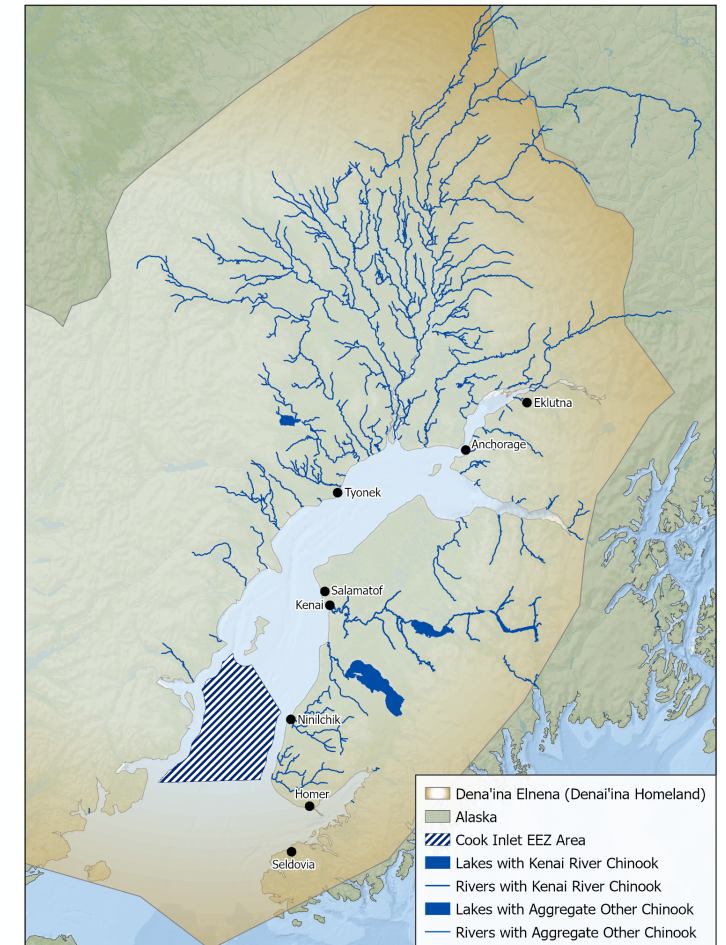 Eklutna
Anchorage
Tyonek
Salamatof
Kenai
Ninilchik
Homer
Seldovia
Dena'ina Elnena (Denai'ina Homeland)
Alaska
Cook Inlet EEZ Area
Lakes with Kenai River Chinook
Rivers with Kenai River Chinook
Lakes with Aggregate Other Chinook
Rivers with Aggregate Other Chinook